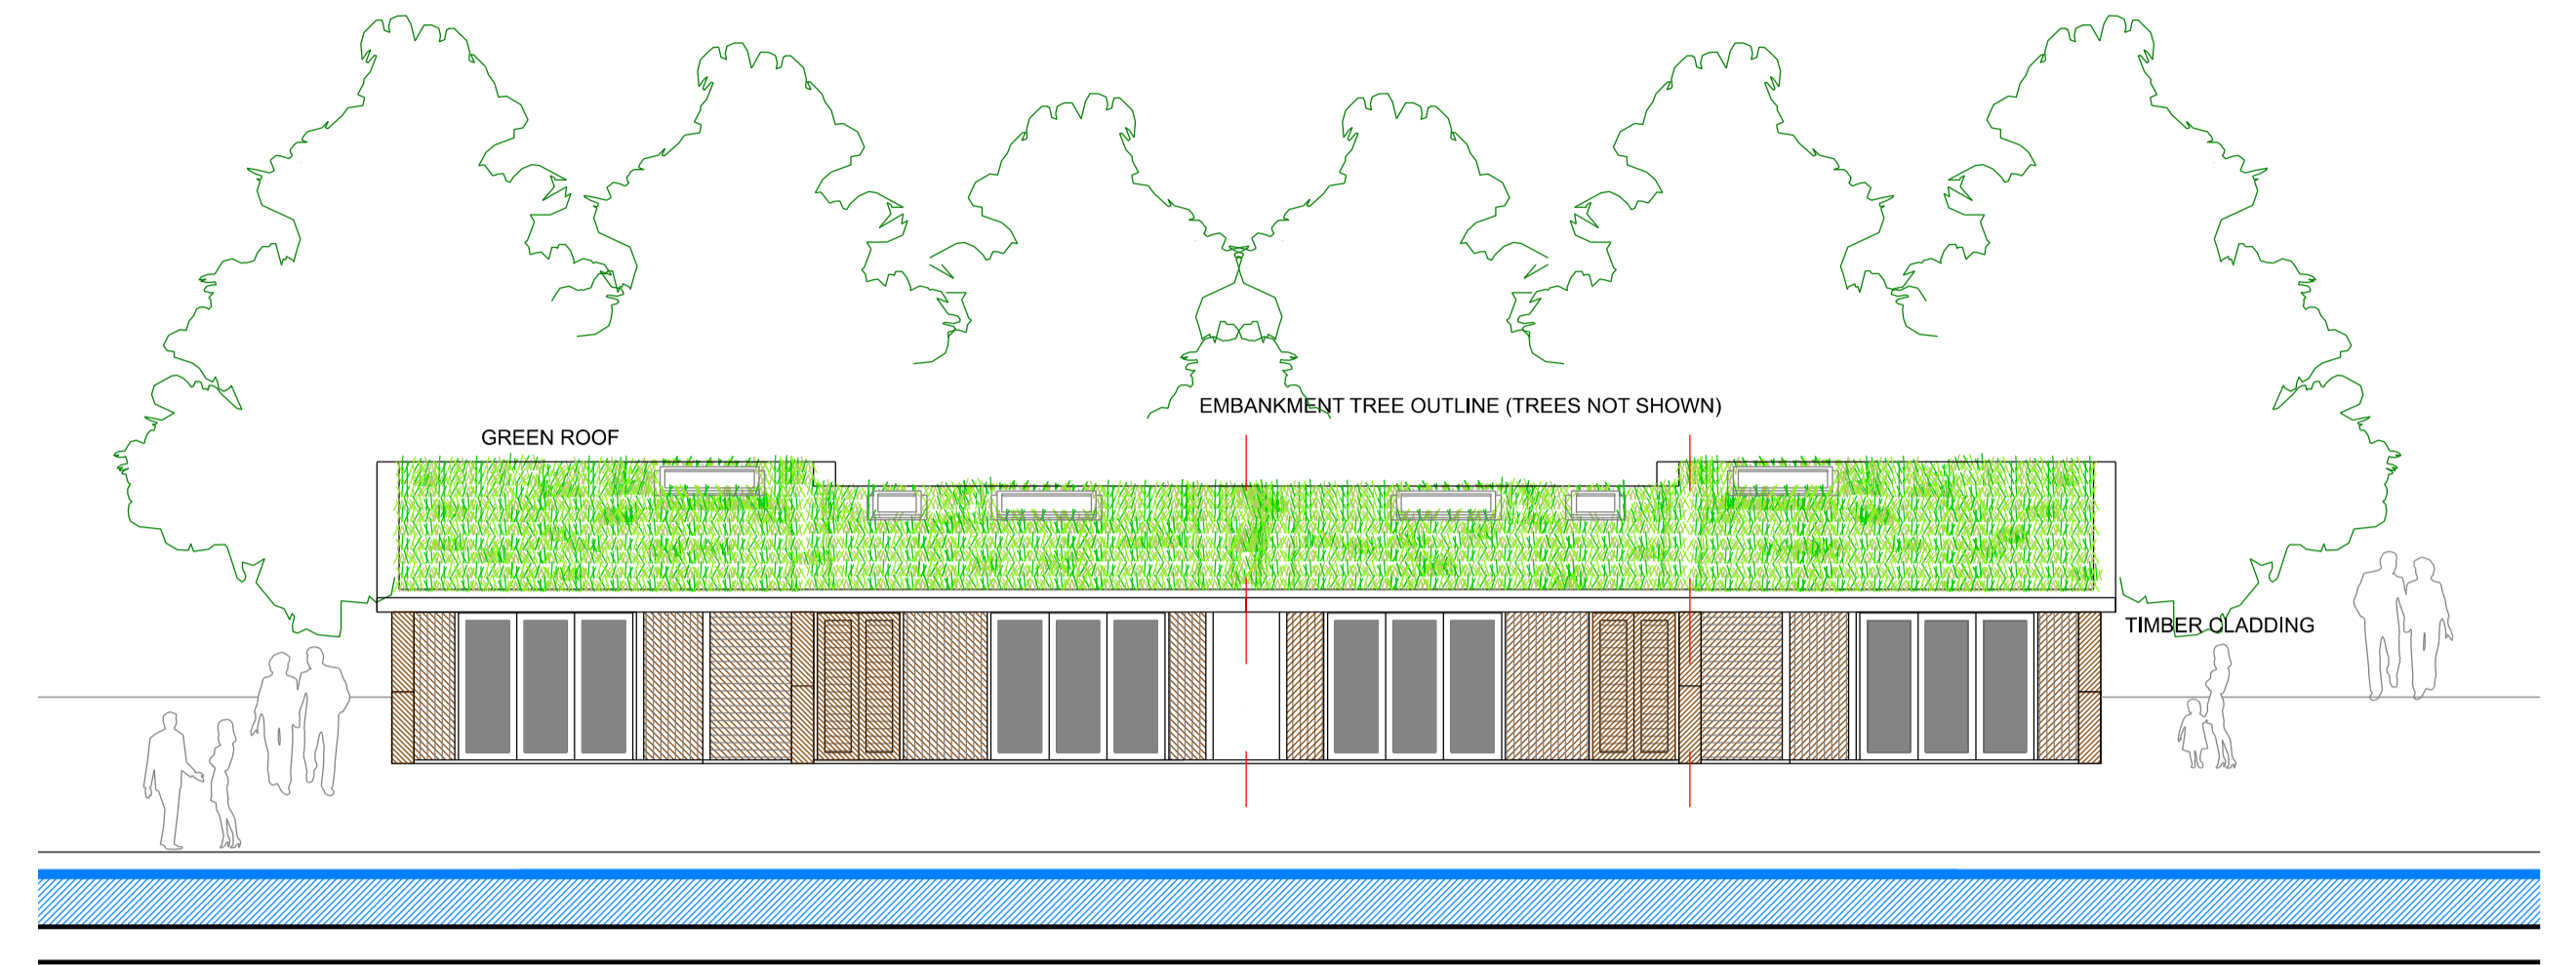 EMBANKMENT TREE OUTLINE (TREES NOT SHOWN)
GREEN ROOF
TIMBER CLADDING